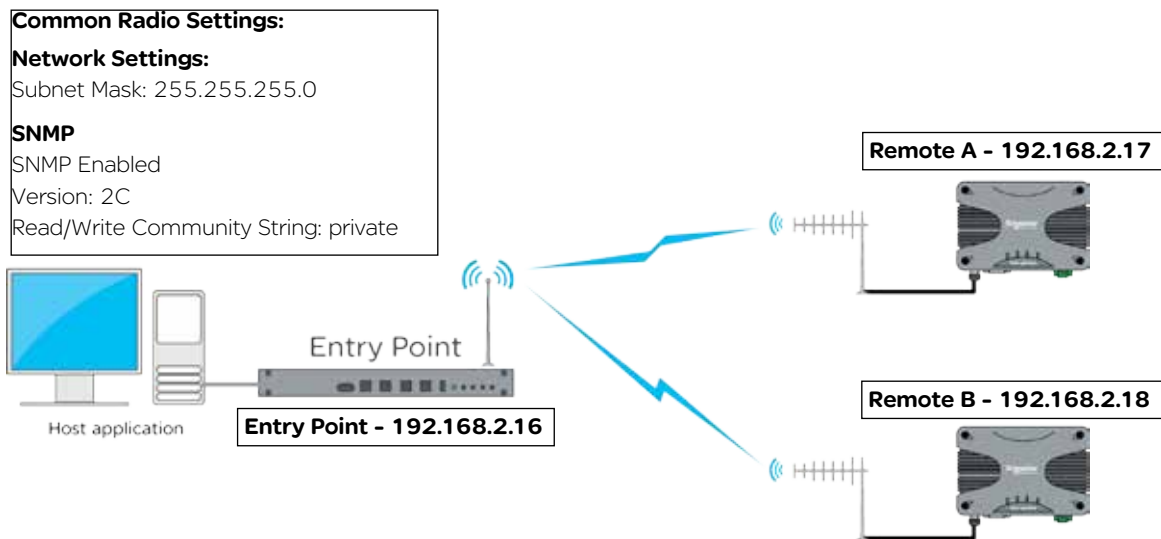 Common Radio Settings:
Network Settings:
Subnet Mask: 255.255.255.0
SNMP
SNMP Enabled
Version: 2C
Read/Write Community String: private
Remote A - 192.168.2.17
Entry Point
Host application
Entry Point - 192.168.2.16
Remote B - 192.168.2.18